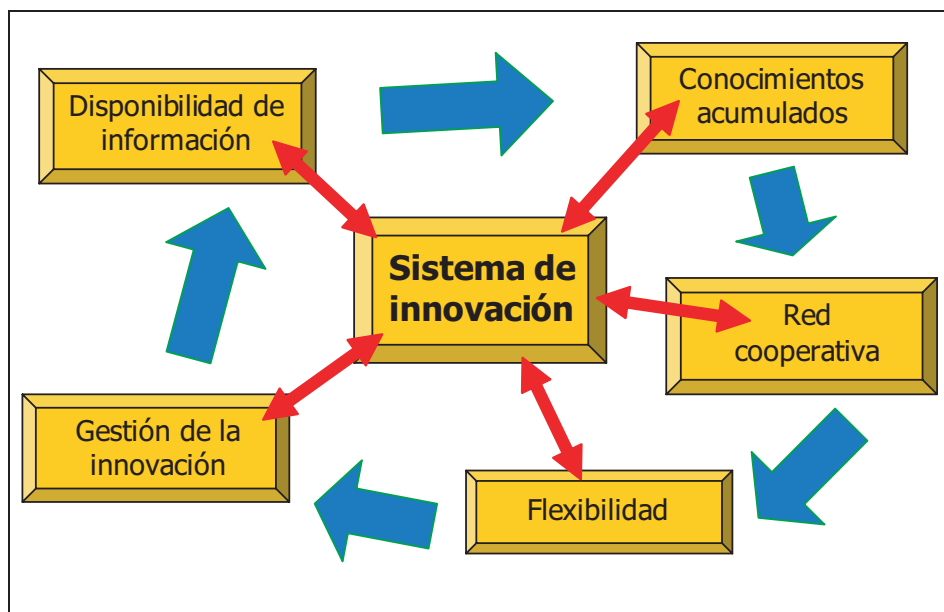 Disponibilidad de
información
Conocimientos
acumulados
Sistema de
innovación
Red
cooperativa
Gestión de la
innovación
Flexibilidad